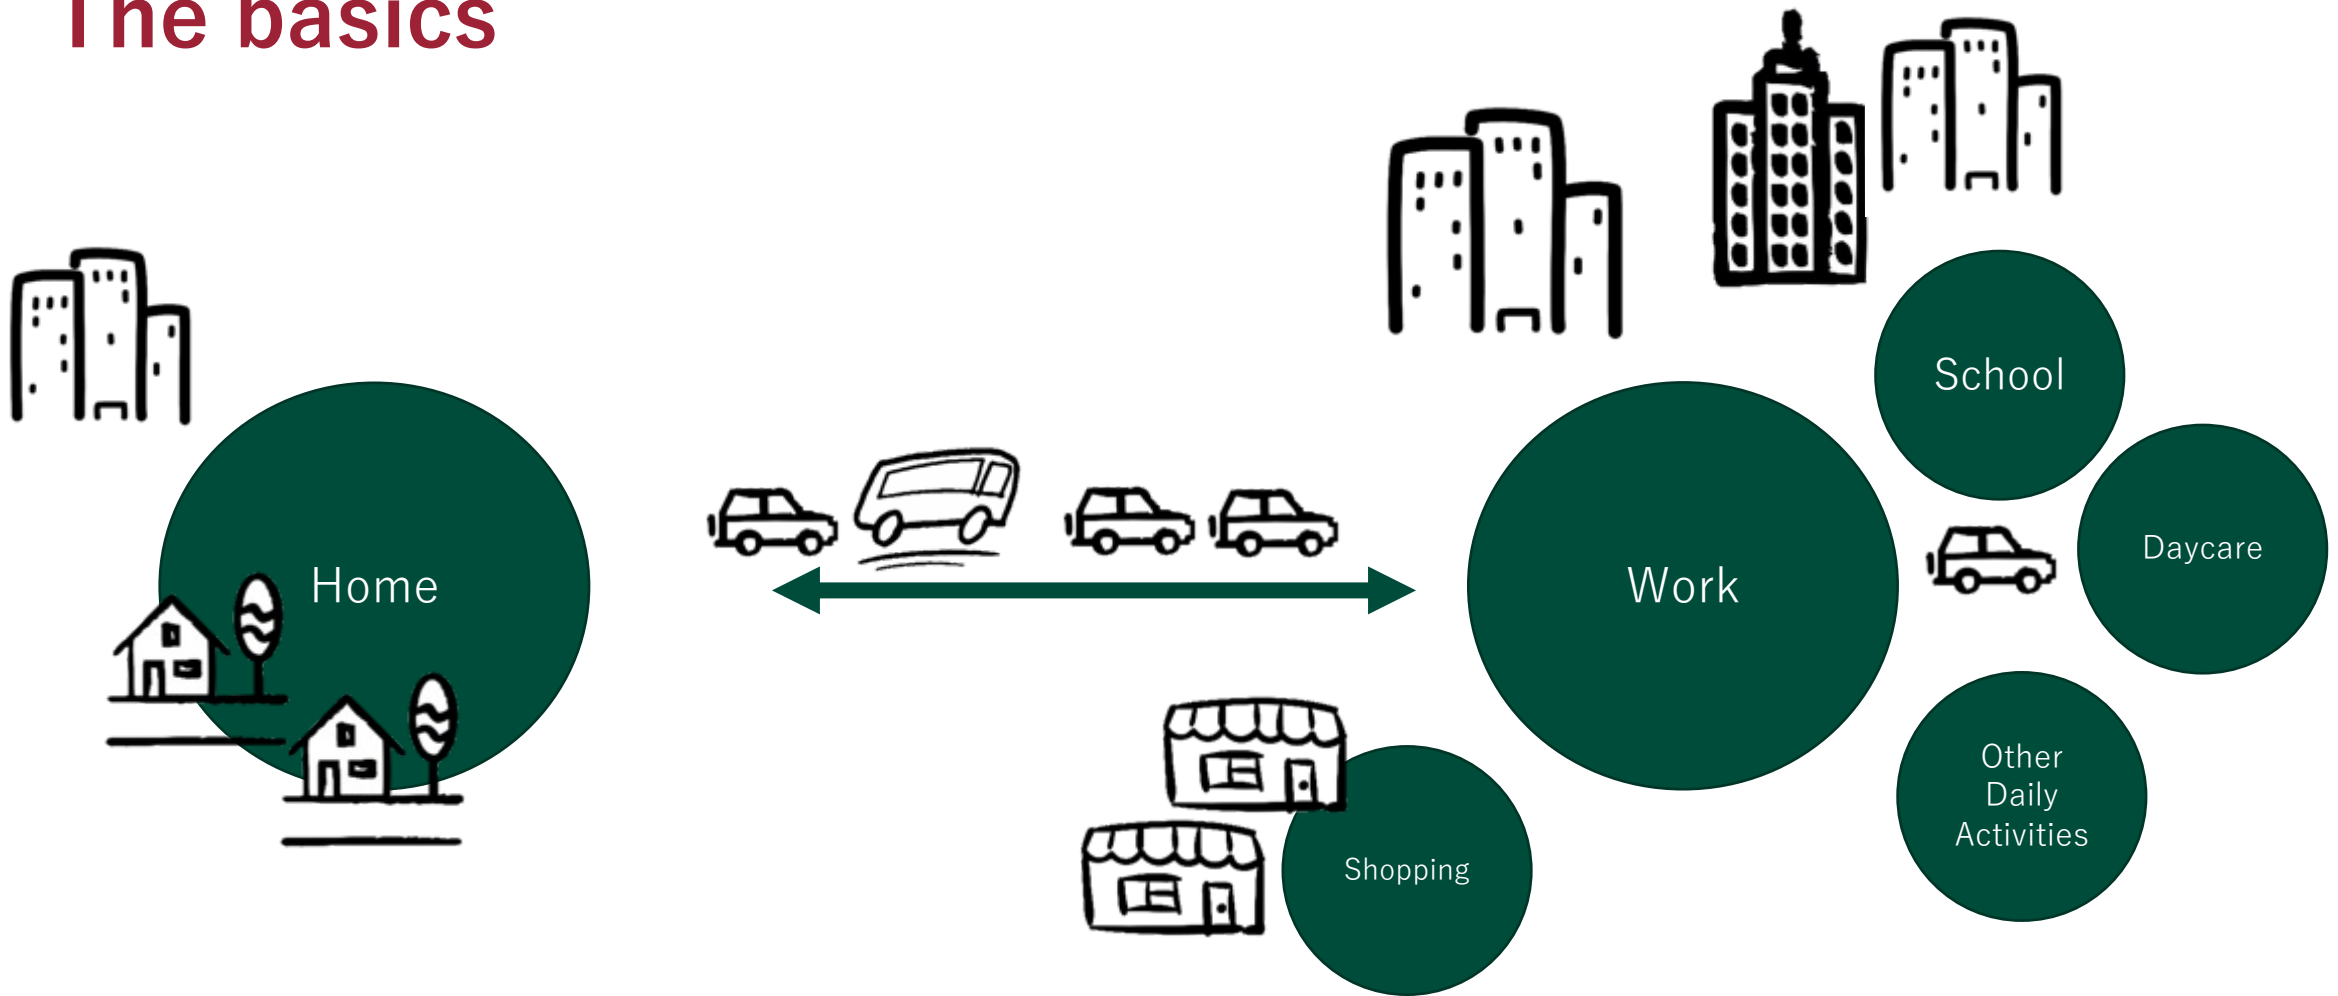 The basics
School
Daycare
Home
Work
Other
Daily
Activities
Shopping